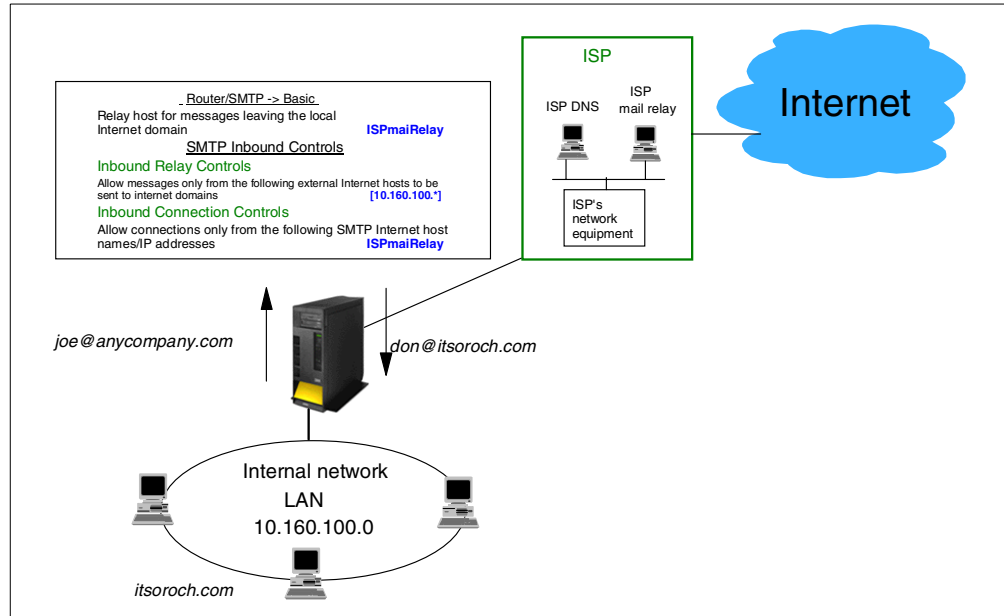 Router/SMTP -> Basic
Relay host for messages leaving the local
Internet domain ISPmaiRelay
SMTP Inbound Controls
Inbound Relay Controls
Allow messages only from the following external Internet hosts to be
sent to internet domains [10.160.100.*]
Inbound Connection Controls
Allow connections only from the following SMTP Internet host
names/IP addresses ISPmaiRelay
ISP
ISP DNS
ISP
mail relay
ISP's
network
equipment
Internet
joe@anycompany.com
don@itsoroch.com
Internal network
LAN
10.160.100.0
itsoroch.com